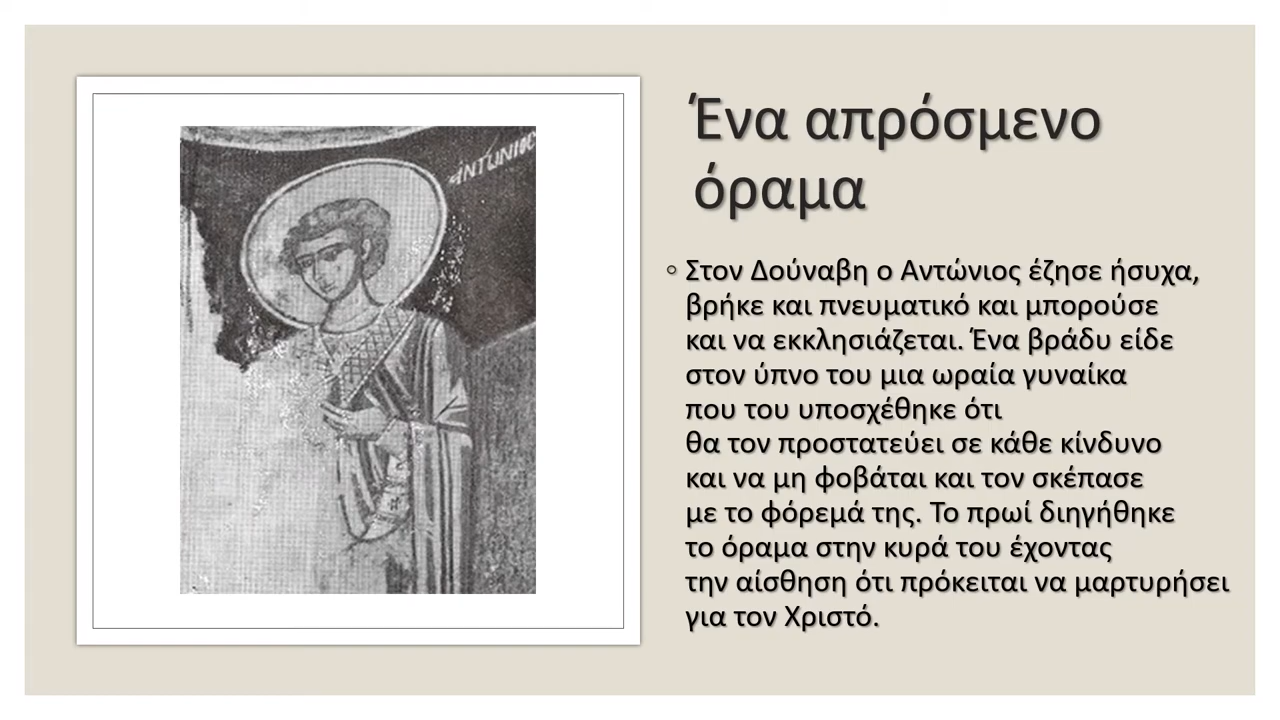 ΑΝΤΩΝΙΟC
Ένα απρόσμενο
όραμα
◦ Στον Δούναβη ο Αντώνιος έζησε ήσυχα,
βρήκε και πνευματικό και μπορούσε
και να εκκλησιάζεται. Ένα βράδυ είδε
στον ύπνο του μια ωραία γυναίκα
που του υποσχέθηκε ότι
θα τον προστατεύει σε κάθε κίνδυνο
και να μη φοβάται και τον σκέπασε
με το φόρεμά της. Το πρωί διηγήθηκε
το όραμα στην κυρά του έχοντας
την αίσθηση ότι πρόκειται να μαρτυρήσει
για τον Χριστό.